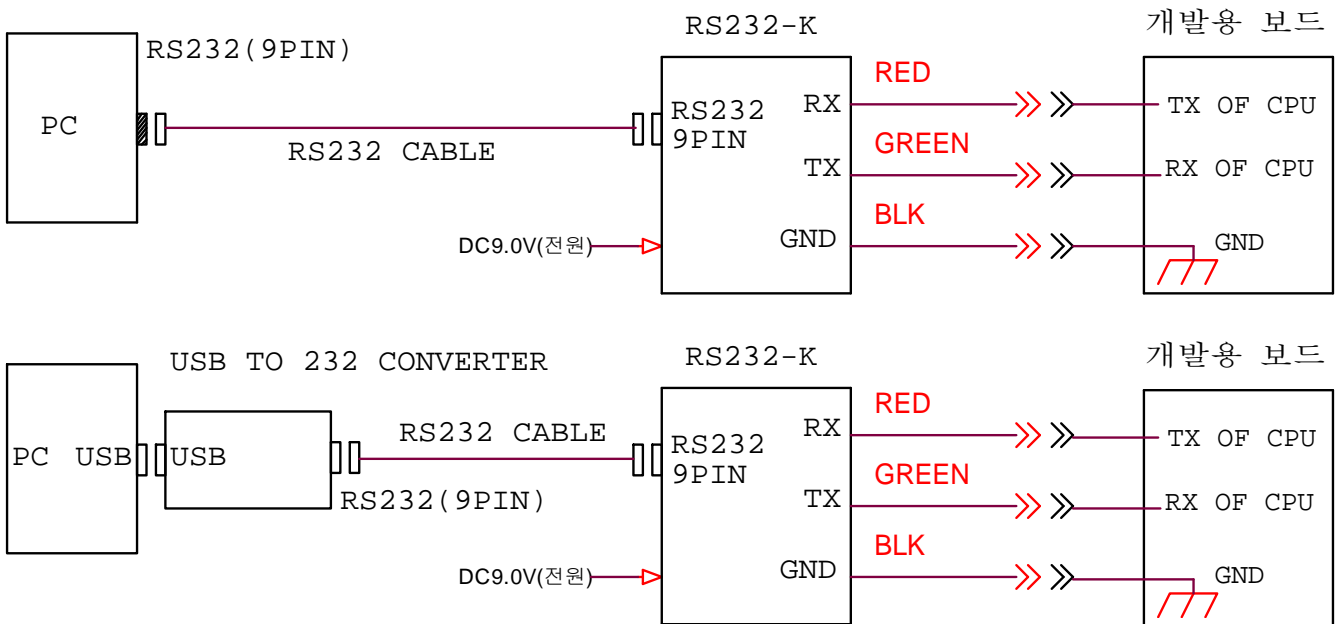 RS232-K
개발용 보드
RS232(9PIN)
RED
PC
RS232
9PIN
RX
TX OF CPU
RS232 CABLE
GREEN
TX
RX OF CPU
BLK
DC9.0V(전원)
GND
GND
USB TO 232 CONVERTER
RS232-K
개발용 보드
RED
RS232 CABLE
RS232
9PIN
RX
TX OF CPU
PC USB
USB
GREEN
RS232(9PIN)
TX
RX OF CPU
BLK
DC9.0V(전원)
GND
GND